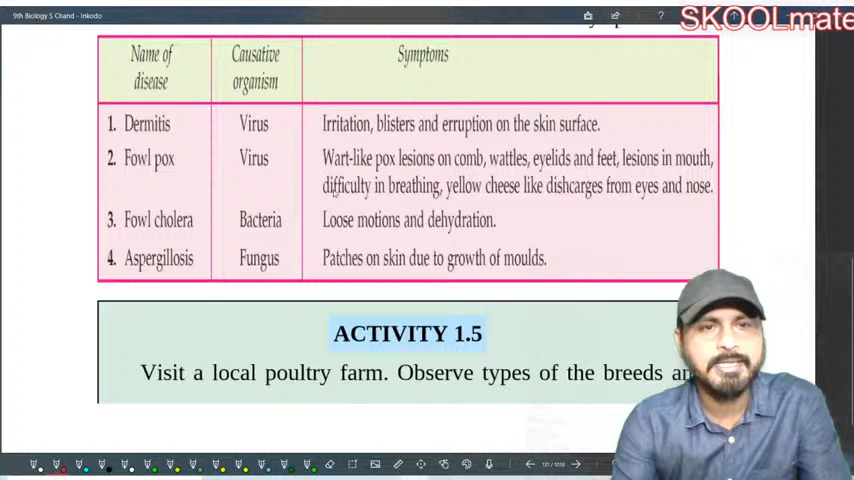 9th Biology S Chand - Inkodo
SKOOLmate
Name of disease
Causative organism
Symptoms
1. Dermitis Virus Irritation, blisters and erruption on the skin surface.
2. Fowl pox Virus Wart-like pox lesions on comb, wattles, eyelids and feet, lesions in mouth,
difficulty in breathing, yellow cheese like dishcarges from eyes and nose.
3. Fowl cholera Bacteria Loose motions and dehydration.
4. Aspergillosis Fungus Patches on skin due to growth of moulds.
ACTIVITY 1.5
Visit a local poultry farm. Observe types of the breeds
121 / 1016